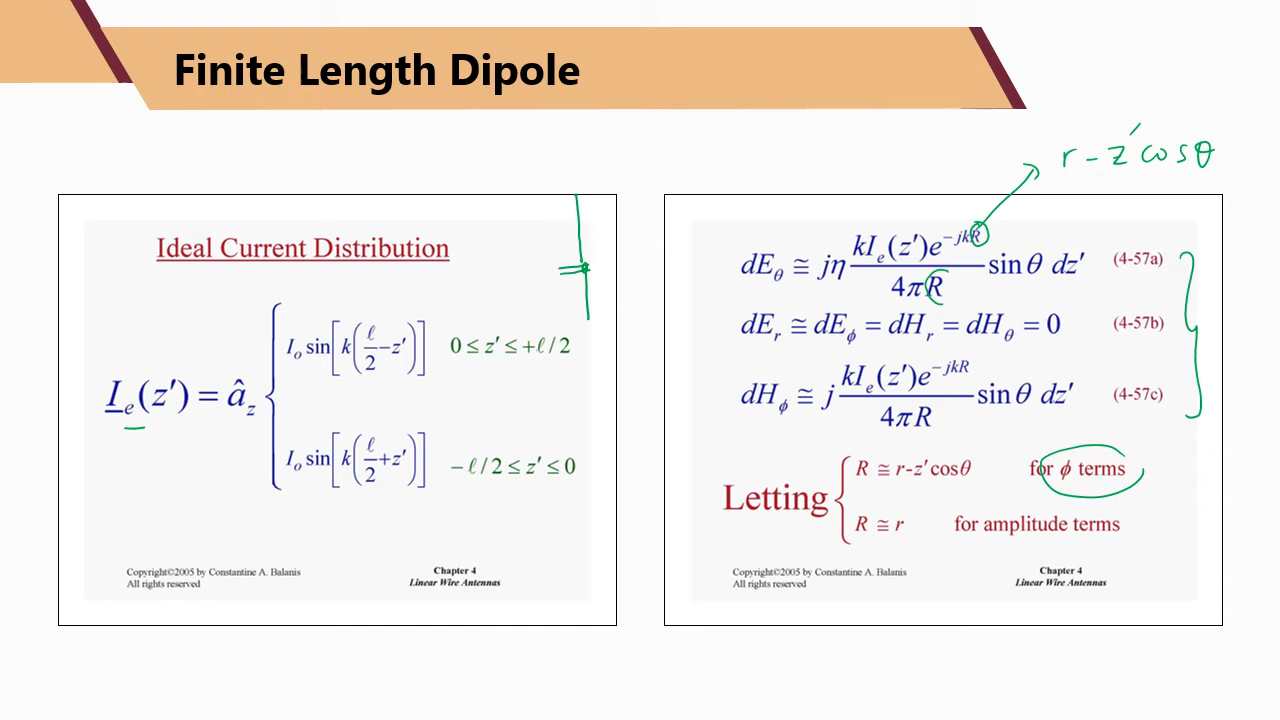 Finite Length Dipole
r - z' cos θ
Ideal Current Distribution
I_e(z') = â_z { I_o sin[k(ℓ/2 - z')] 0 ≤ z' ≤ +ℓ/2
I_o sin[k(ℓ/2 + z')] -ℓ/2 ≤ z' ≤ 0
Copyright©2005 by Constantine A. Balanis
All rights reserved
Chapter 4
Linear Wire Antennas
dE_θ ≅ jη kI_e(z')e^{-jkR} / 4πR sin θ dz' (4-57a)
dE_r ≅ dE_ϕ = dH_r = dH_θ = 0 (4-57b)
dH_ϕ ≅ j kI_e(z')e^{-jkR} / 4πR sin θ dz' (4-57c)
Letting { R ≅ r-z'cosθ for ϕ terms
R ≅ r for amplitude terms
Copyright©2005 by Constantine A. Balanis
All rights reserved
Chapter 4
Linear Wire Antennas